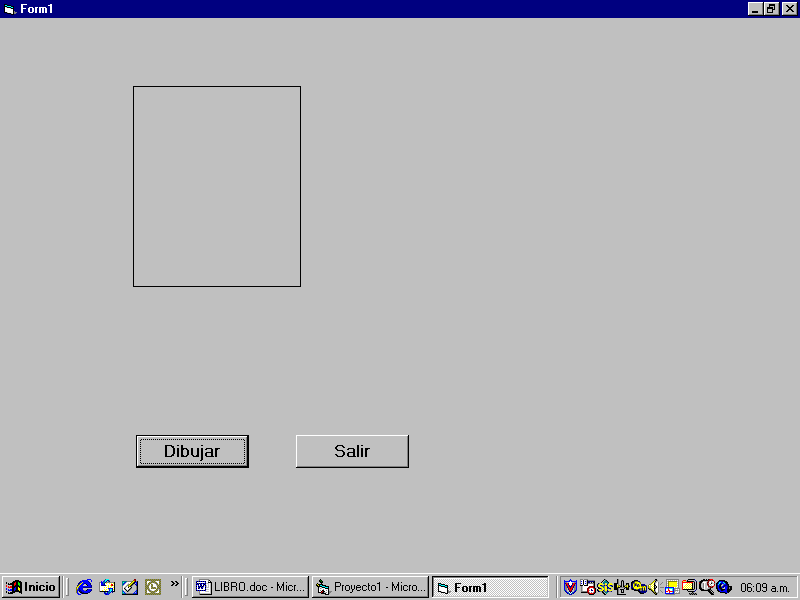 Form1
Dibujar
Salir
Inicio
»
LIBRO.doc - Micr...
Proyecto1 - Micro...
Form1
06:09 a.m.